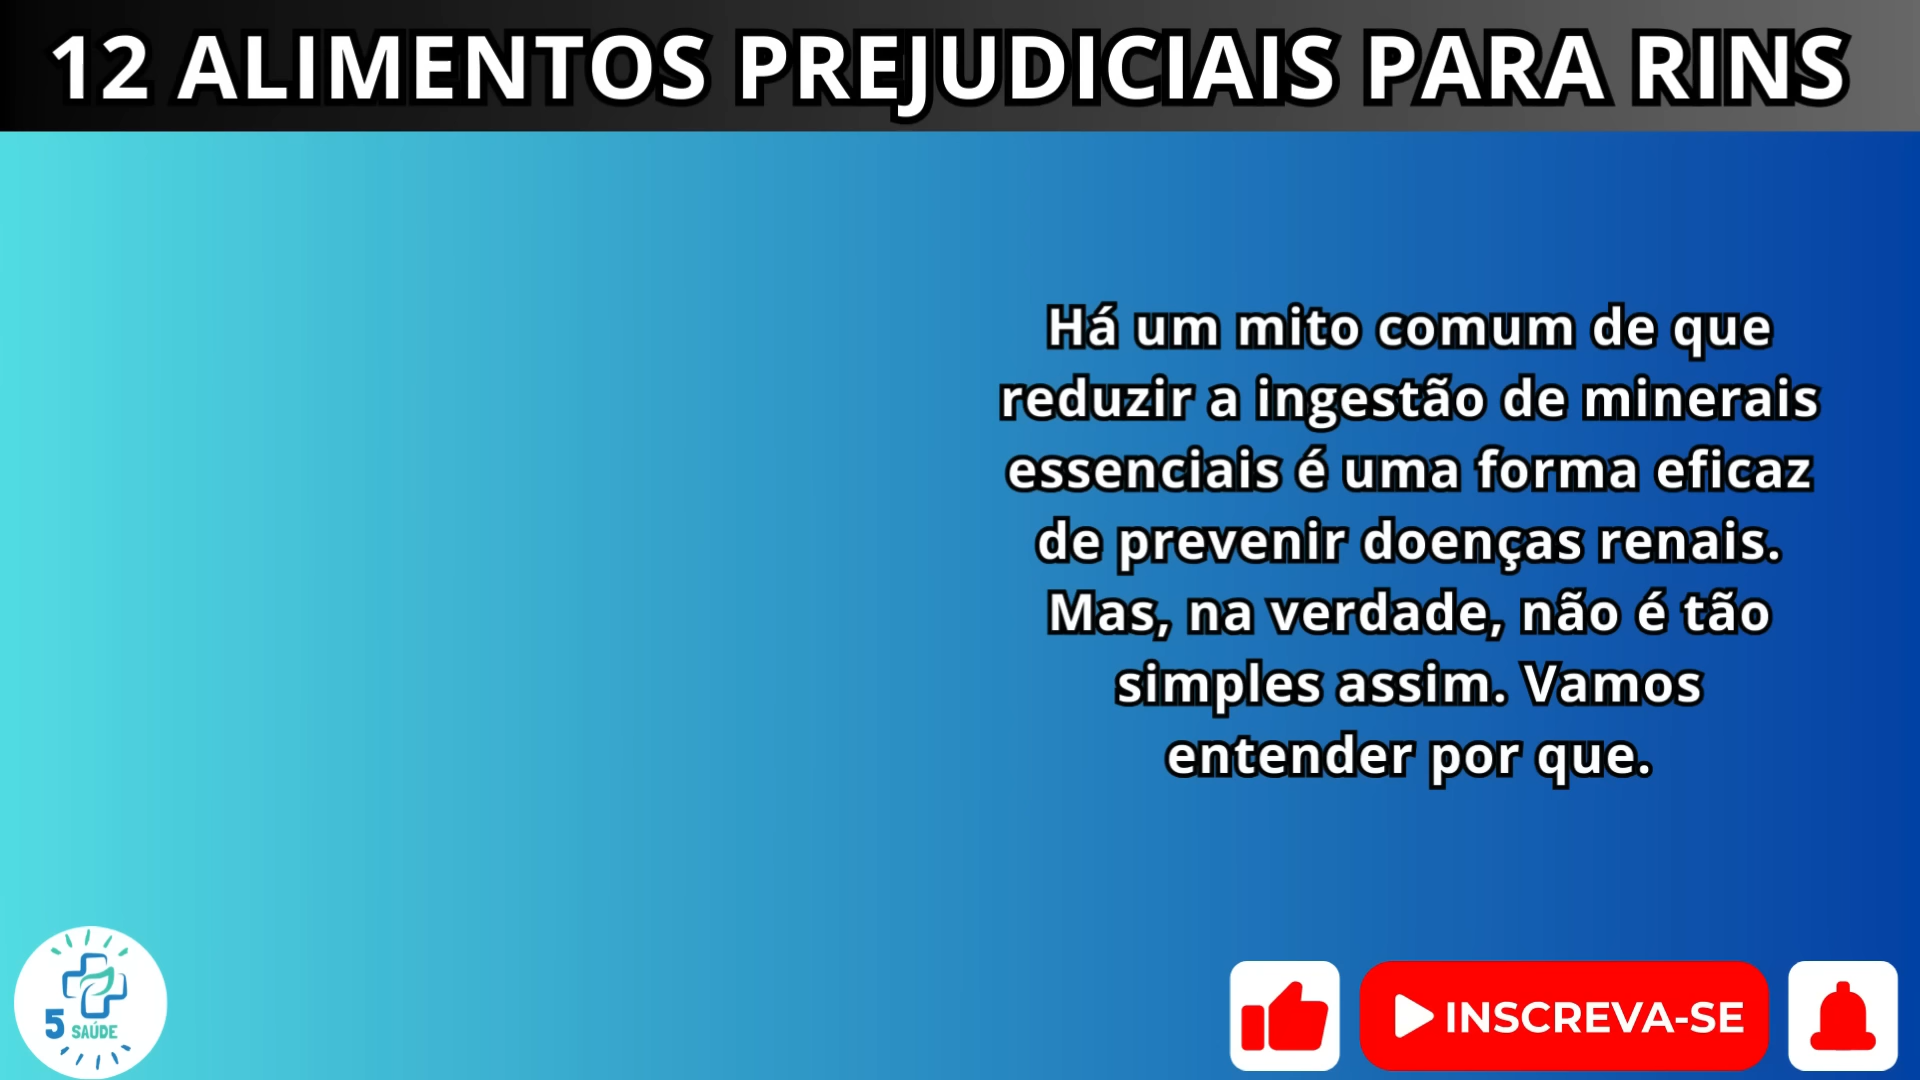 12 ALIMENTOS PREJUDICIAIS PARA RINS
Há um mito comum de que
reduzir a ingestão de minerais
essenciais é uma forma eficaz
de prevenir doenças renais.
Mas, na verdade, não é tão
simples assim. Vamos
entender por que.
5 SAÚDE
INSCREVA-SE